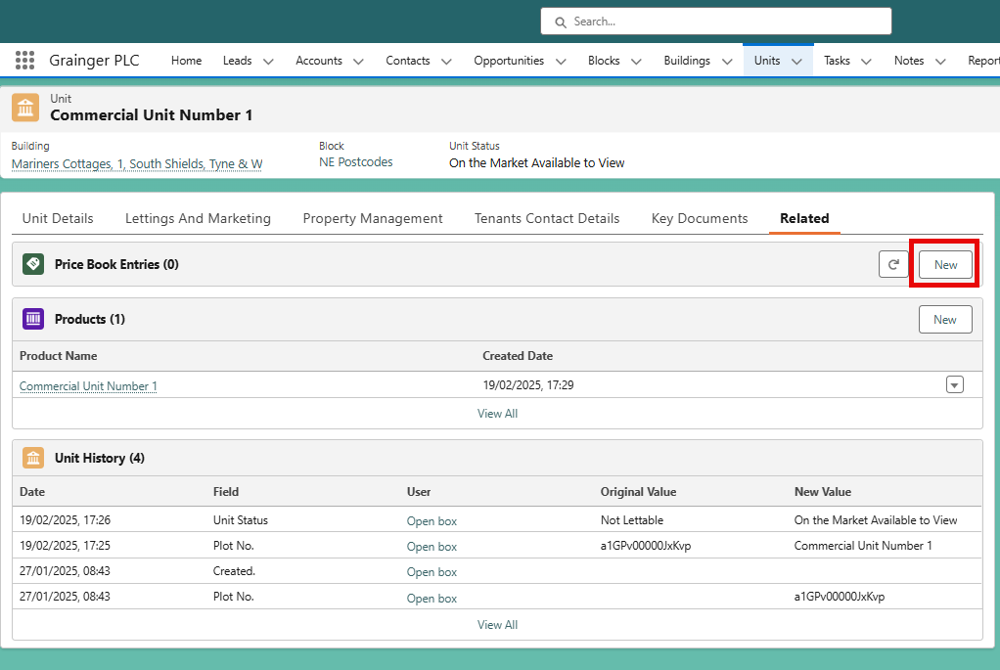 Search...
Grainger PLC Home Leads Accounts Contacts Opportunities Blocks Buildings Units Tasks Notes Report
Unit
Commercial Unit Number 1
Building Block Unit Status
Mariners Cottages, 1, South Shields, Tyne & W NE Postcodes On the Market Available to View
Unit Details Lettings And Marketing Property Management Tenants Contact Details Key Documents Related
Price Book Entries (0) New
Products (1) New
Product Name Created Date
Commercial Unit Number 1 19/02/2025, 17:29
View All
Unit History (4)
Date Field User Original Value New Value
19/02/2025, 17:26 Unit Status Open box Not Lettable On the Market Available to View
19/02/2025, 17:25 Plot No. Open box a1GPv00000JxKvp Commercial Unit Number 1
27/01/2025, 08:43 Created. Open box
27/01/2025, 08:43 Plot No. Open box a1GPv00000JxKvp
View All